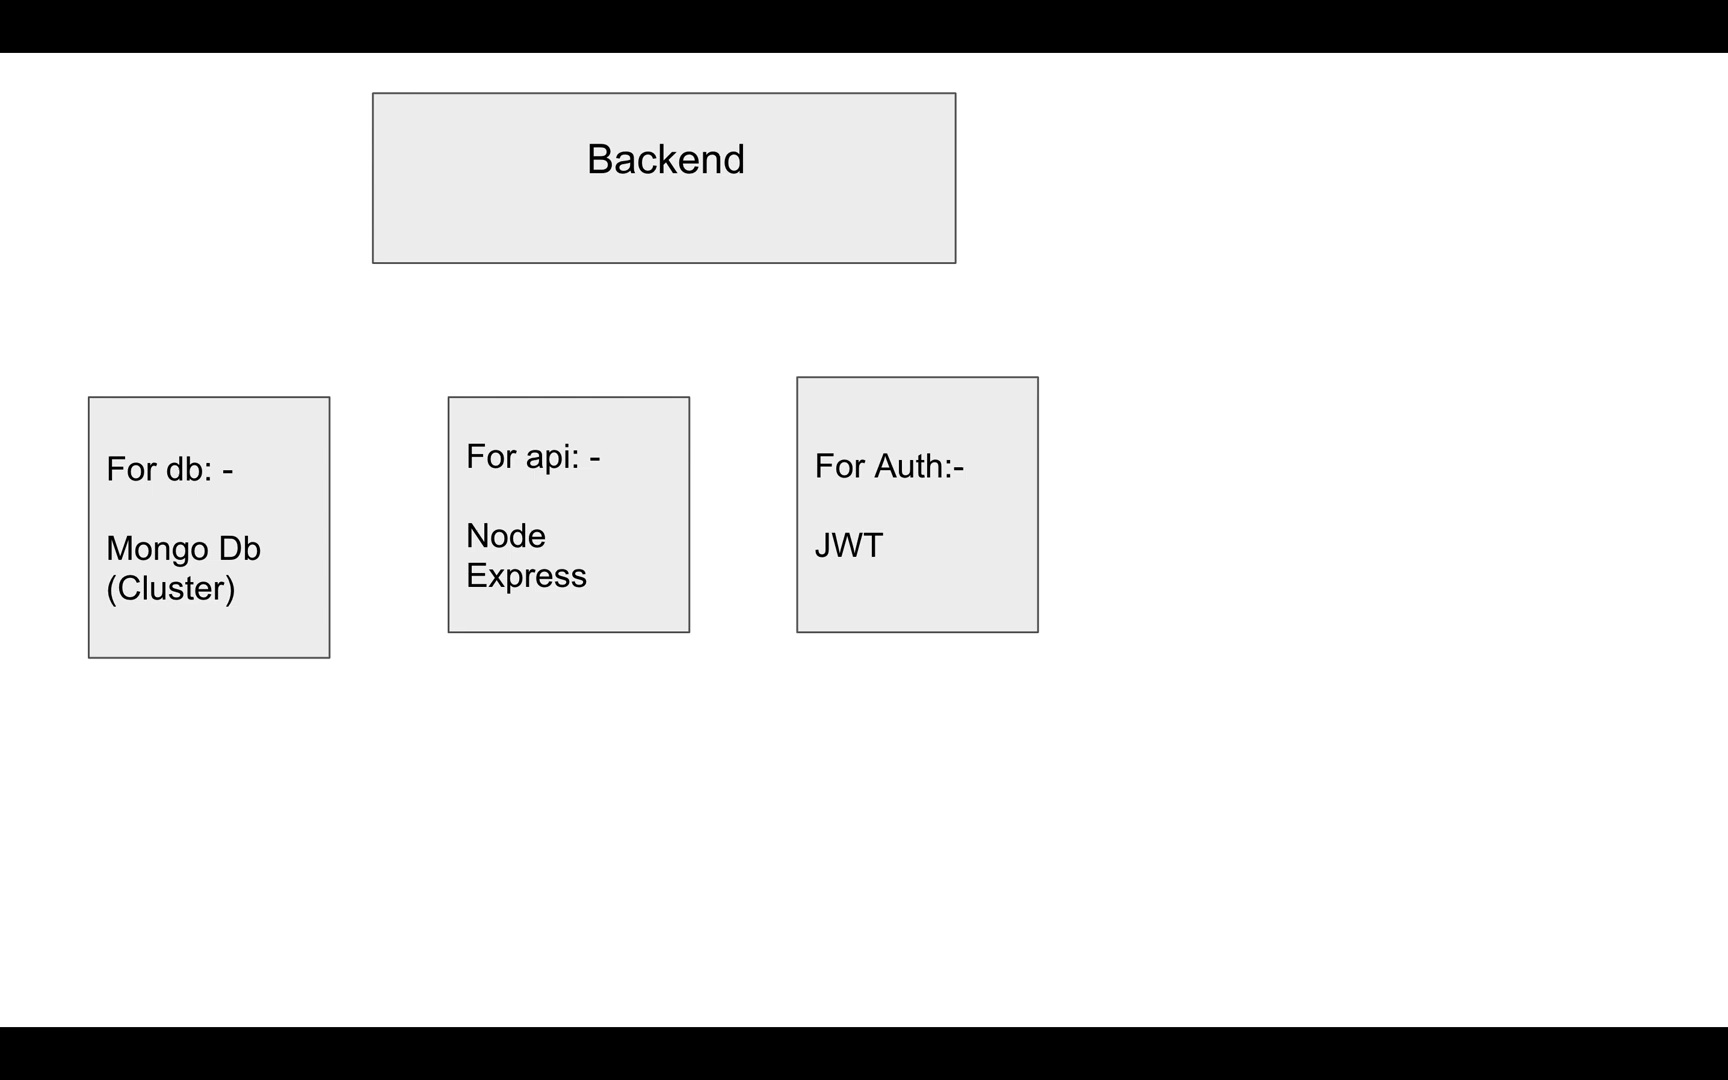 Backend
For db: -
Mongo Db
(Cluster)
For api: -
Node
Express
For Auth:-
JWT